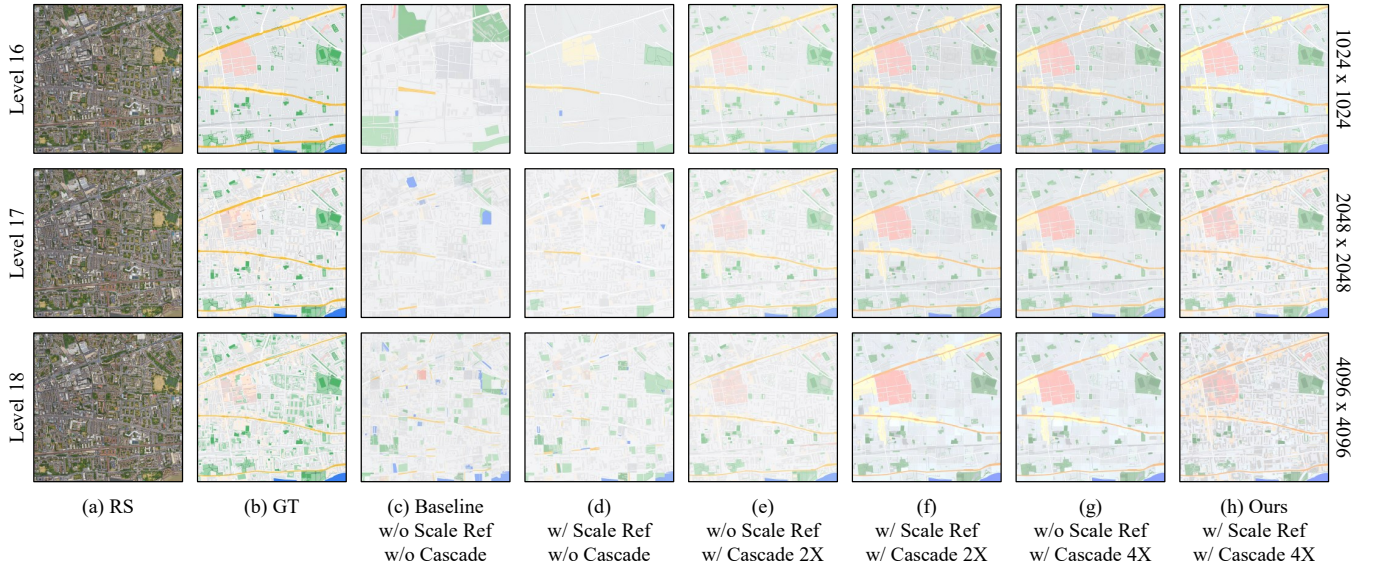 Level 16
1024 x 1024
Level 17
2048 x 2048
Level 18
4096 x 4096
(a) RS
(b) GT
(c) Baseline
w/o Scale Ref
w/o Cascade
(d)
w/ Scale Ref
w/o Cascade
(e)
w/o Scale Ref
w/ Cascade 2X
(f)
w/ Scale Ref
w/ Cascade 2X
(g)
w/o Scale Ref
w/ Cascade 4X
(h) Ours
w/ Scale Ref
w/ Cascade 4X